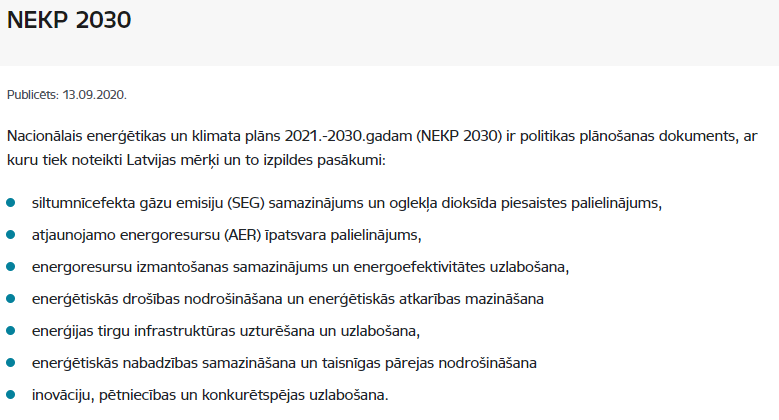 NEKP 2030
Publicēts: 13.09.2020.
Nacionālais enerģētikas un klimata plāns 2021.-2030.gadam (NEKP 2030) ir politikas plānošanas dokuments, ar
kuru tiek noteikti Latvijas mērķi un to izpildes pasākumi:
siltumnīcefekta gāzu emisiju (SEG) samazinājums un oglekļa dioksīda piesaistes palielinājums,
atjaunojamo energoresursu (AER) īpatsvara palielinājums,
energoresursu izmantošanas samazinājums un energoefektivitātes uzlabošana,
enerģētiskās drošības nodrošināšana un enerģētiskās atkarības mazināšana
enerģijas tirgu infrastruktūras uzturēšana un uzlabošana,
enerģētiskās nabadzības samazināšana un taisnīgas pārejas nodrošināšana
inovāciju, pētniecības un konkurētspējas uzlabošana.